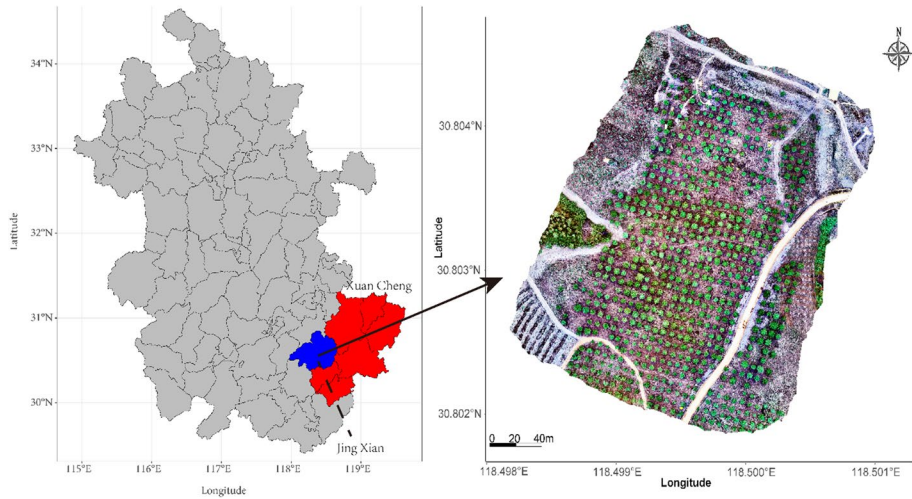 34°N
33°N
32°N
31°N
30°N
Latitude
115°E
116°E
117°E
118°E
119°E
Longitude
Xuan Cheng
Jing Xian
N
30.804°N
30.803°N
30.802°N
Latitude
0 20 40m
118.498°E
118.499°E
118.500°E
118.501°E
Longitude